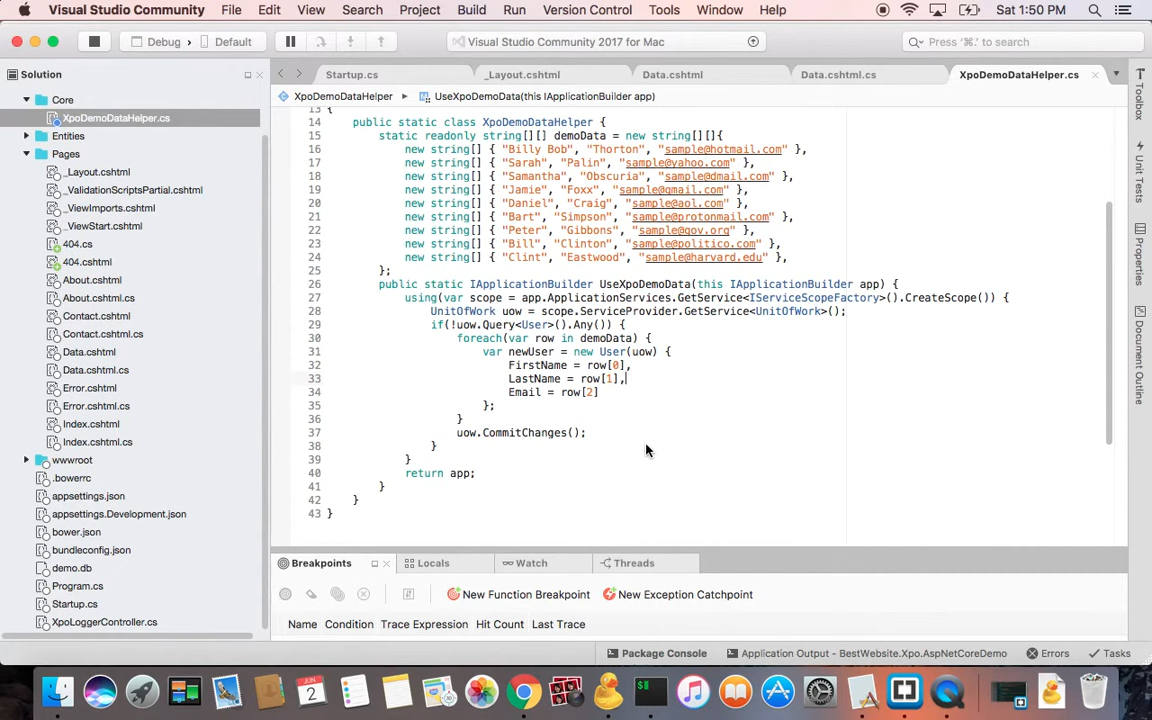 Visual Studio Community File Edit View Search Project Build Run Version Control Tools Window Help Sat 1:50 PM
Debug › Default Visual Studio Community 2017 for Mac Press '⌘.' to search
Solution
Startup.cs _Layout.cshtml Data.cshtml Data.cshtml.cs XpoDemoDataHelper.cs
XpoDemoDataHelper UseXpoDemoData(this IApplicationBuilder app)
Core
XpoDemoDataHelper.cs
Entities
Pages
_Layout.cshtml
_ValidationScriptsPartial.cshtml
_ViewImports.cshtml
_ViewStart.cshtml
404.cs
404.cshtml
About.cshtml
About.cshtml.cs
Contact.cshtml
Contact.cshtml.cs
Data.cshtml
Data.cshtml.cs
Error.cshtml
Error.cshtml.cs
Index.cshtml
Index.cshtml.cs
wwwroot
.bowerrc
appsettings.json
appsettings.Development.json
bower.json
bundleconfig.json
demo.db
Program.cs
Startup.cs
XpoLoggerController.cs
13 {
14 public static class XpoDemoDataHelper {
15 static readonly string[][] demoData = new string[][]{
16 new string[] { "Billy Bob", "Thorton", "sample@hotmail.com" },
17 new string[] { "Sarah", "Palin", "sample@yahoo.com" },
18 new string[] { "Samantha", "Obscuria", "sample@dmail.com" },
19 new string[] { "Jamie", "Foxx", "sample@gmail.com" },
20 new string[] { "Daniel", "Craig", "sample@aol.com" },
21 new string[] { "Bart", "Simpson", "sample@protonmail.com" },
22 new string[] { "Peter", "Gibbons", "sample@gov.org" },
23 new string[] { "Bill", "Clinton", "sample@politico.com" },
24 new string[] { "Clint", "Eastwood", "sample@harvard.edu" },
25 };
26 public static IApplicationBuilder UseXpoDemoData(this IApplicationBuilder app) {
27 using(var scope = app.ApplicationServices.GetService<IServiceScopeFactory>().CreateScope()) {
28 UnitOfWork uow = scope.ServiceProvider.GetService<UnitOfWork>();
29 if(!uow.Query<User>().Any()) {
30 foreach(var row in demoData) {
31 var newUser = new User(uow) {
32 FirstName = row[0],
33 LastName = row[1],
34 Email = row[2]
35 };
36 }
37 uow.CommitChanges();
38 }
39 }
40 return app;
41 }
42 }
43 }
Toolbox
Unit Tests
Properties
Document Outline
Breakpoints Locals Watch Threads
New Function Breakpoint New Exception Catchpoint
Name Condition Trace Expression Hit Count Last Trace
Package Console Application Output - BestWebsite.Xpo.AspNetCoreDemo Errors Tasks
JUN
2